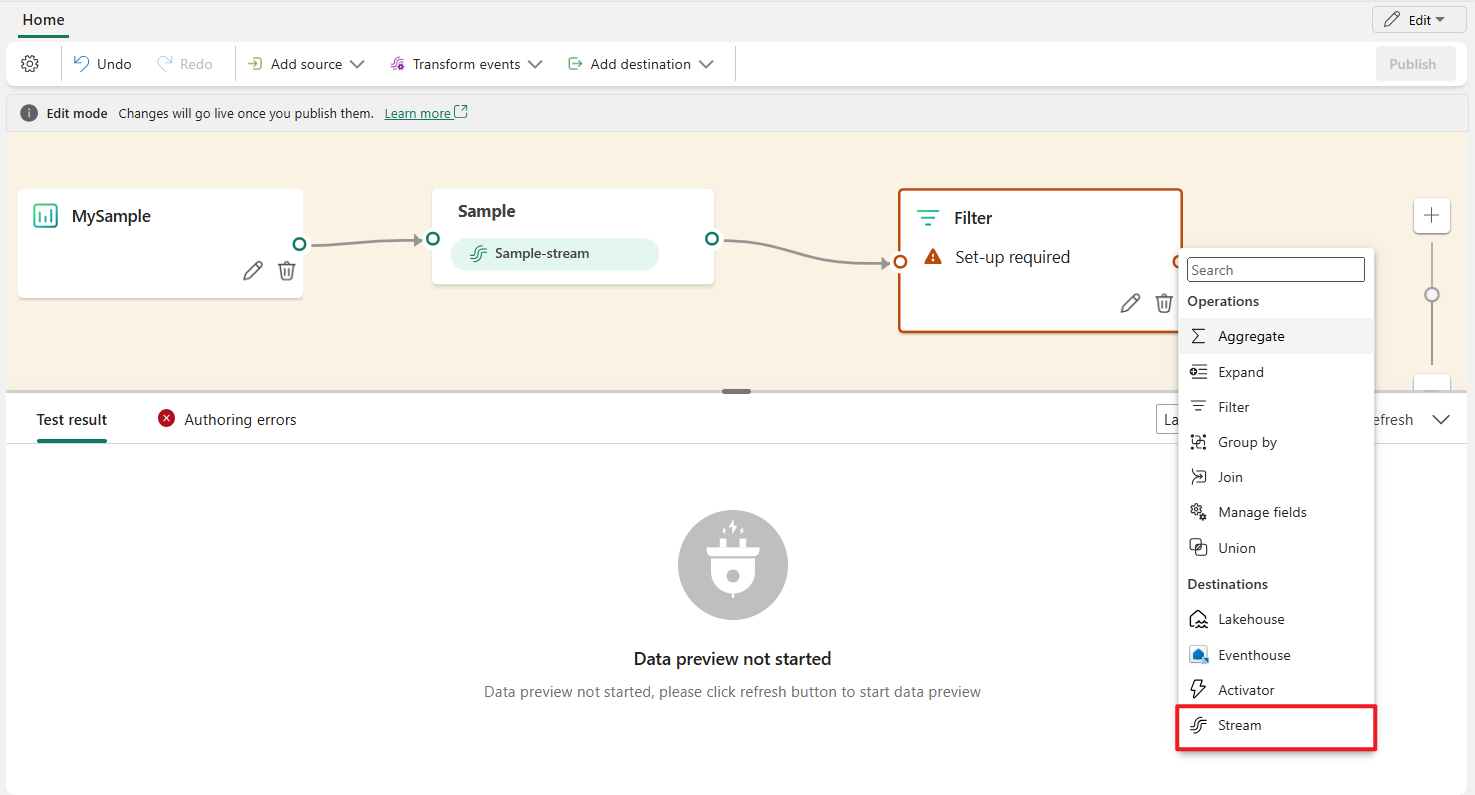 Home
Edit
Undo
Redo
Add source
Transform events
Add destination
Publish
Edit mode Changes will go live once you publish them. Learn more
MySample
Sample
Sample-stream
Filter
Set-up required
Search
Operations
Aggregate
Expand
Filter
Group by
Join
Manage fields
Union
Destinations
Lakehouse
Eventhouse
Activator
Stream
Test result
Authoring errors
La
efresh
Data preview not started
Data preview not started, please click refresh button to start data preview